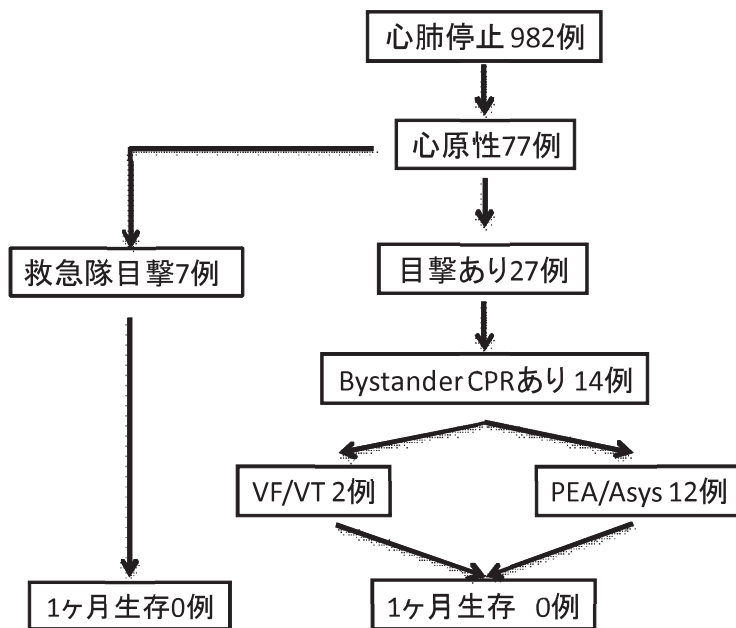 心肺停止 982例
心原性77例
救急隊目撃7例
目撃あり27例
Bystander CPRあり 14例
VF/VT 2例
PEA/Asys 12例
1ヶ月生存0例
1ヶ月生存 0例